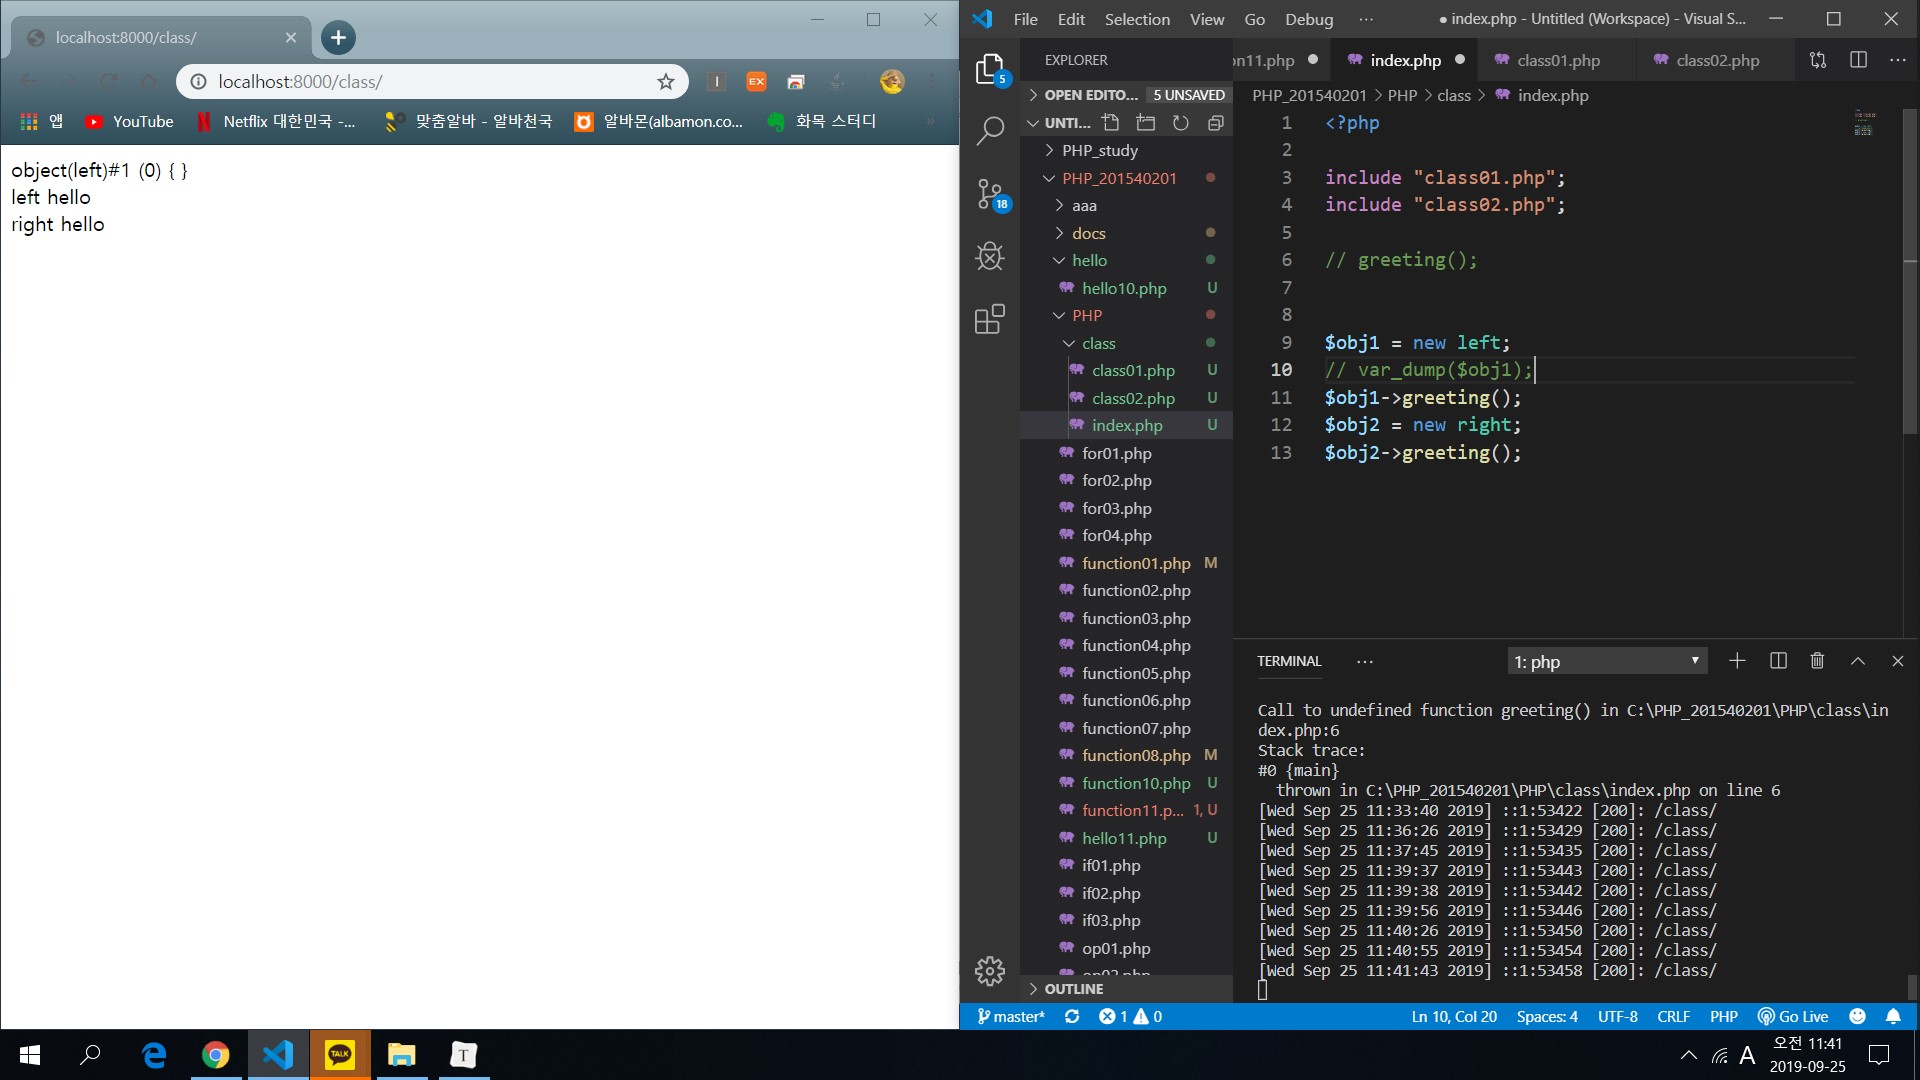 localhost:8000/class/
localhost:8000/class/
앱
YouTube
Netflix 대한민국 -...
맞춤알바 - 알바천국
알바몬(albamon.co...
화목 스터디
object(left)#1 (0) { }
left hello
right hello
File Edit Selection View Go Debug ···
● index.php - Untitled (Workspace) - Visual S...
EXPLORER
OPEN EDITO... 5 UNSAVED
UNTI...
PHP_study
PHP_201540201
aaa
docs
hello
hello10.php U
PHP
class
class01.php U
class02.php U
index.php U
for01.php
for02.php
for03.php
for04.php
function01.php M
function02.php
function03.php
function04.php
function05.php
function06.php
function07.php
function08.php M
function10.php U
function11.p... 1, U
hello11.php U
if01.php
if02.php
if03.php
op01.php
OUTLINE
5
18
on11.php ● index.php ● class01.php class02.php
PHP_201540201 > PHP > class > index.php
1 <?php
2
3 include "class01.php";
4 include "class02.php";
5
6 // greeting();
7
8
9 $obj1 = new left;
10 // var_dump($obj1);
11 $obj1->greeting();
12 $obj2 = new right;
13 $obj2->greeting();
TERMINAL ··· 1: php
Call to undefined function greeting() in C:\PHP_201540201\PHP\class\in
dex.php:6
Stack trace:
#0 {main}
thrown in C:\PHP_201540201\PHP\class\index.php on line 6
[Wed Sep 25 11:33:40 2019] ::1:53422 [200]: /class/
[Wed Sep 25 11:36:26 2019] ::1:53429 [200]: /class/
[Wed Sep 25 11:37:45 2019] ::1:53435 [200]: /class/
[Wed Sep 25 11:39:37 2019] ::1:53443 [200]: /class/
[Wed Sep 25 11:39:38 2019] ::1:53442 [200]: /class/
[Wed Sep 25 11:39:56 2019] ::1:53446 [200]: /class/
[Wed Sep 25 11:40:26 2019] ::1:53450 [200]: /class/
[Wed Sep 25 11:40:55 2019] ::1:53454 [200]: /class/
[Wed Sep 25 11:41:43 2019] ::1:53458 [200]: /class/
master* 1 0 Ln 10, Col 20 Spaces: 4 UTF-8 CRLF PHP Go Live
TALK
T
A
오전 11:41
2019-09-25